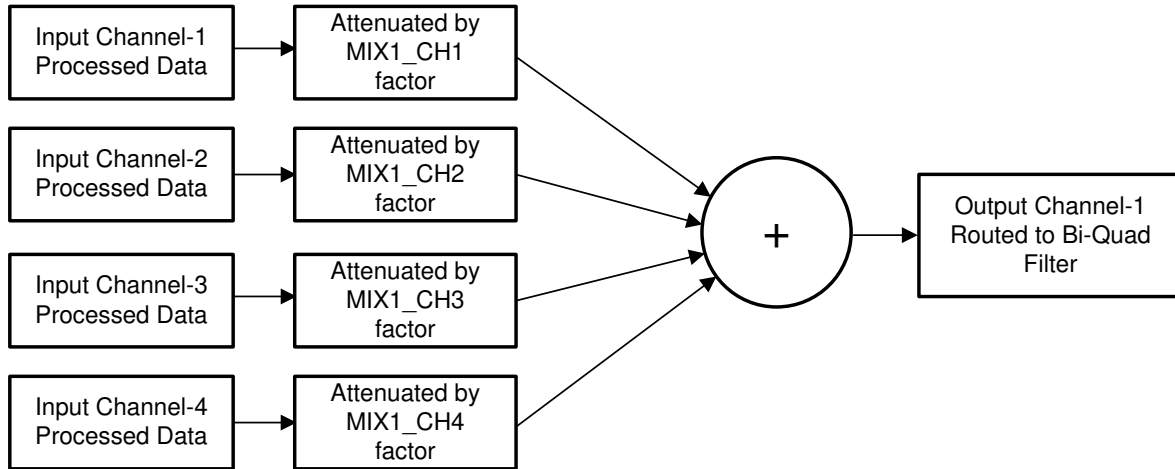 Input Channel-1
Processed Data
Attenuated by
MIX1_CH1
factor
Input Channel-2
Processed Data
Attenuated by
MIX1_CH2
factor
Input Channel-3
Processed Data
Attenuated by
MIX1_CH3
factor
Input Channel-4
Processed Data
Attenuated by
MIX1_CH4
factor
+
Output Channel-1
Routed to Bi-Quad
Filter